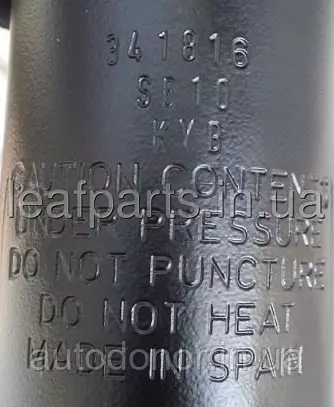 341816
SE10
KYB
CAUTION CONTENTS
leafparts.in.ua
UNDER PRESSURE
DO NOT PUNCTURE
DO NOT HEAT
MADE IN SPAIN